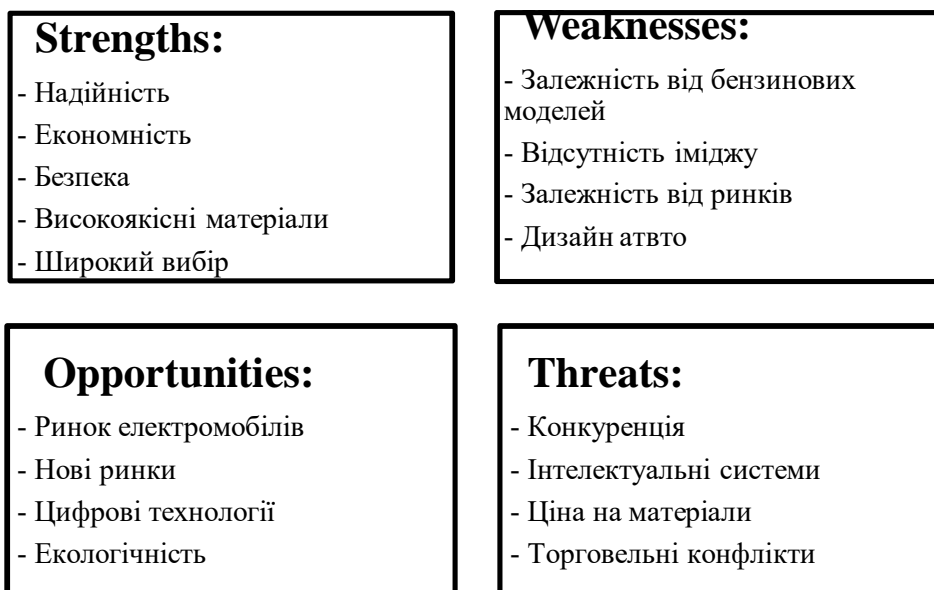 Strengths:
- Надійність
- Економність
- Безпека
- Високоякісні матеріали
- Широкий вибір
Weaknesses:
- Залежність від бензинових
моделей
- Відсутність іміджу
- Залежність від ринків
- Дизайн атвто
Opportunities:
- Ринок електромобілів
- Нові ринки
- Цифрові технології
- Екологічність
Threats:
- Конкуренція
- Інтелектуальні системи
- Ціна на матеріали
- Торговельні конфлікти